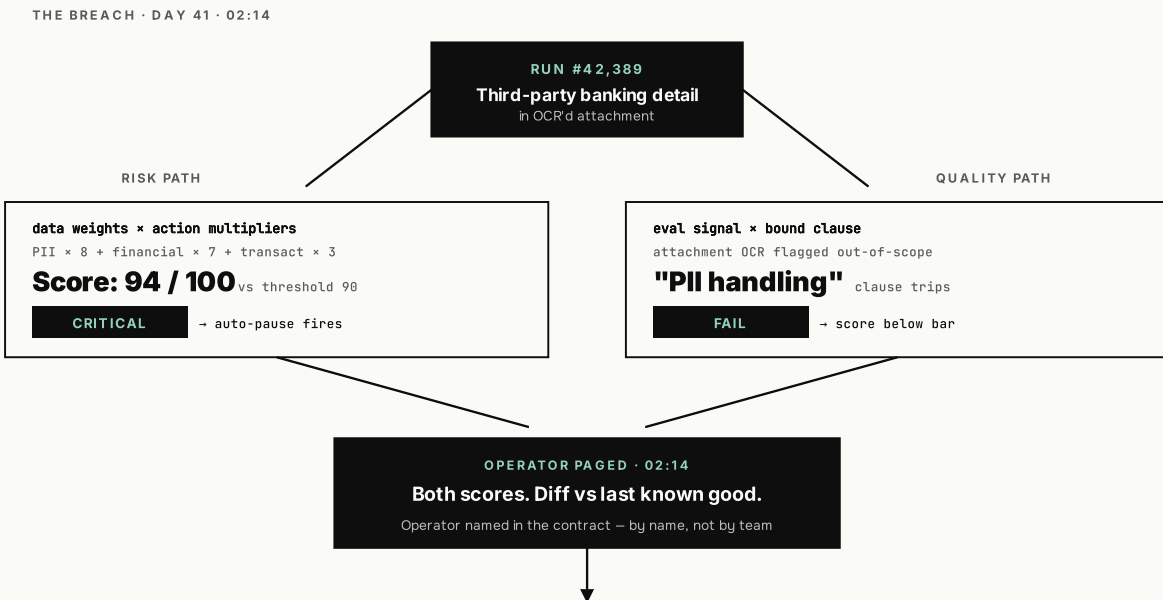 THE BREACH · DAY 41 · 02:14
RUN #42,389
Third-party banking detail
in OCR'd attachment
RISK PATH
data weights × action multipliers
PII × 8 + financial × 7 + transact × 3
Score: 94 / 100 vs threshold 90
CRITICAL → auto-pause fires
QUALITY PATH
eval signal × bound clause
attachment OCR flagged out-of-scope
"PII handling" clause trips
FAIL → score below bar
OPERATOR PAGED · 02:14
Both scores. Diff vs last known good.
Operator named in the contract — by name, not by team